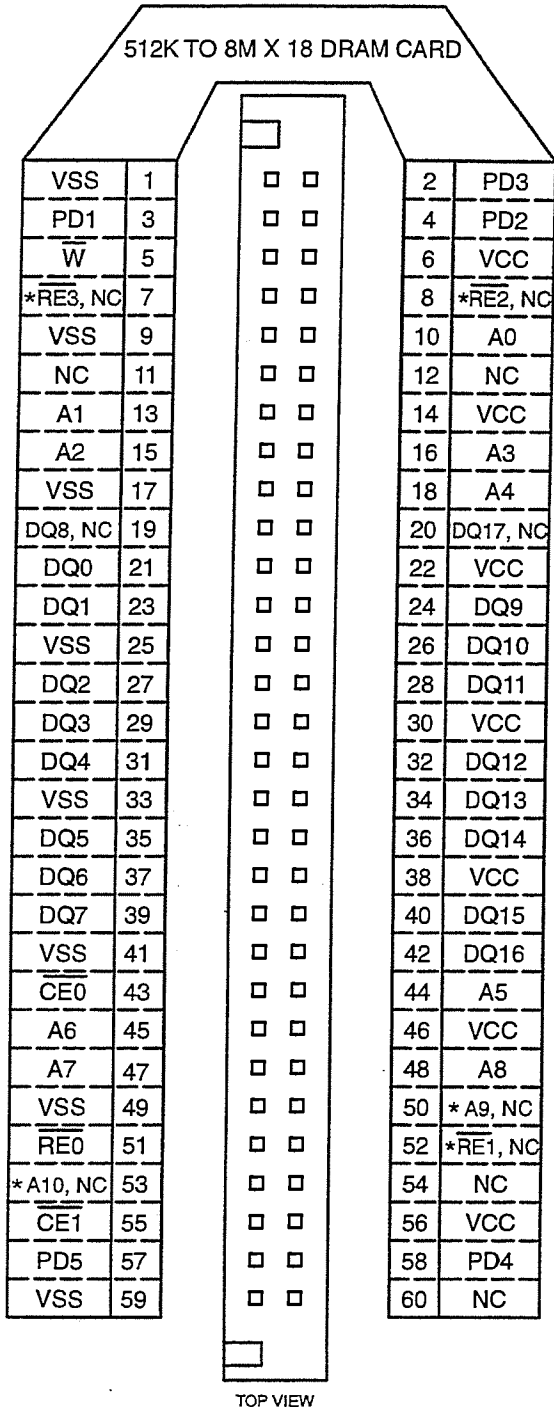 512K TO 8M X 18 DRAM CARD
VSS 1 2 PD3
PD1 3 4 PD2
W̅ 5 6 VCC
*R̅E̅3̅, NC 7 8 *R̅E̅2̅, NC
VSS 9 10 A0
NC 11 12 NC
A1 13 14 VCC
A2 15 16 A3
VSS 17 18 A4
DQ8, NC 19 20 DQ17, NC
DQ0 21 22 VCC
DQ1 23 24 DQ9
VSS 25 26 DQ10
DQ2 27 28 DQ11
DQ3 29 30 VCC
DQ4 31 32 DQ12
VSS 33 34 DQ13
DQ5 35 36 DQ14
DQ6 37 38 VCC
DQ7 39 40 DQ15
VSS 41 42 DQ16
C̅E̅0̅ 43 44 A5
A6 45 46 VCC
A7 47 48 A8
VSS 49 50 * A9, NC
R̅E̅0̅ 51 52 *R̅E̅1̅, NC
* A10, NC 53 54 NC
C̅E̅1̅ 55 56 VCC
PD5 57 58 PD4
VSS 59 60 NC
TOP VIEW